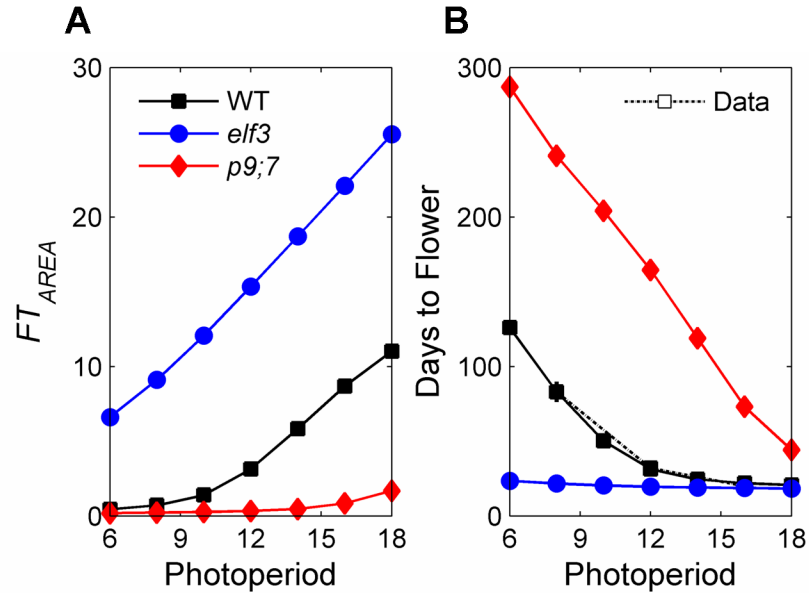 A
B
30
20
10
0
WT
elf3
p9;7
FT AREA
6 9 12 15 18
Photoperiod
300
200
100
0
Data
Days to Flower
6 9 12 15 18
Photoperiod